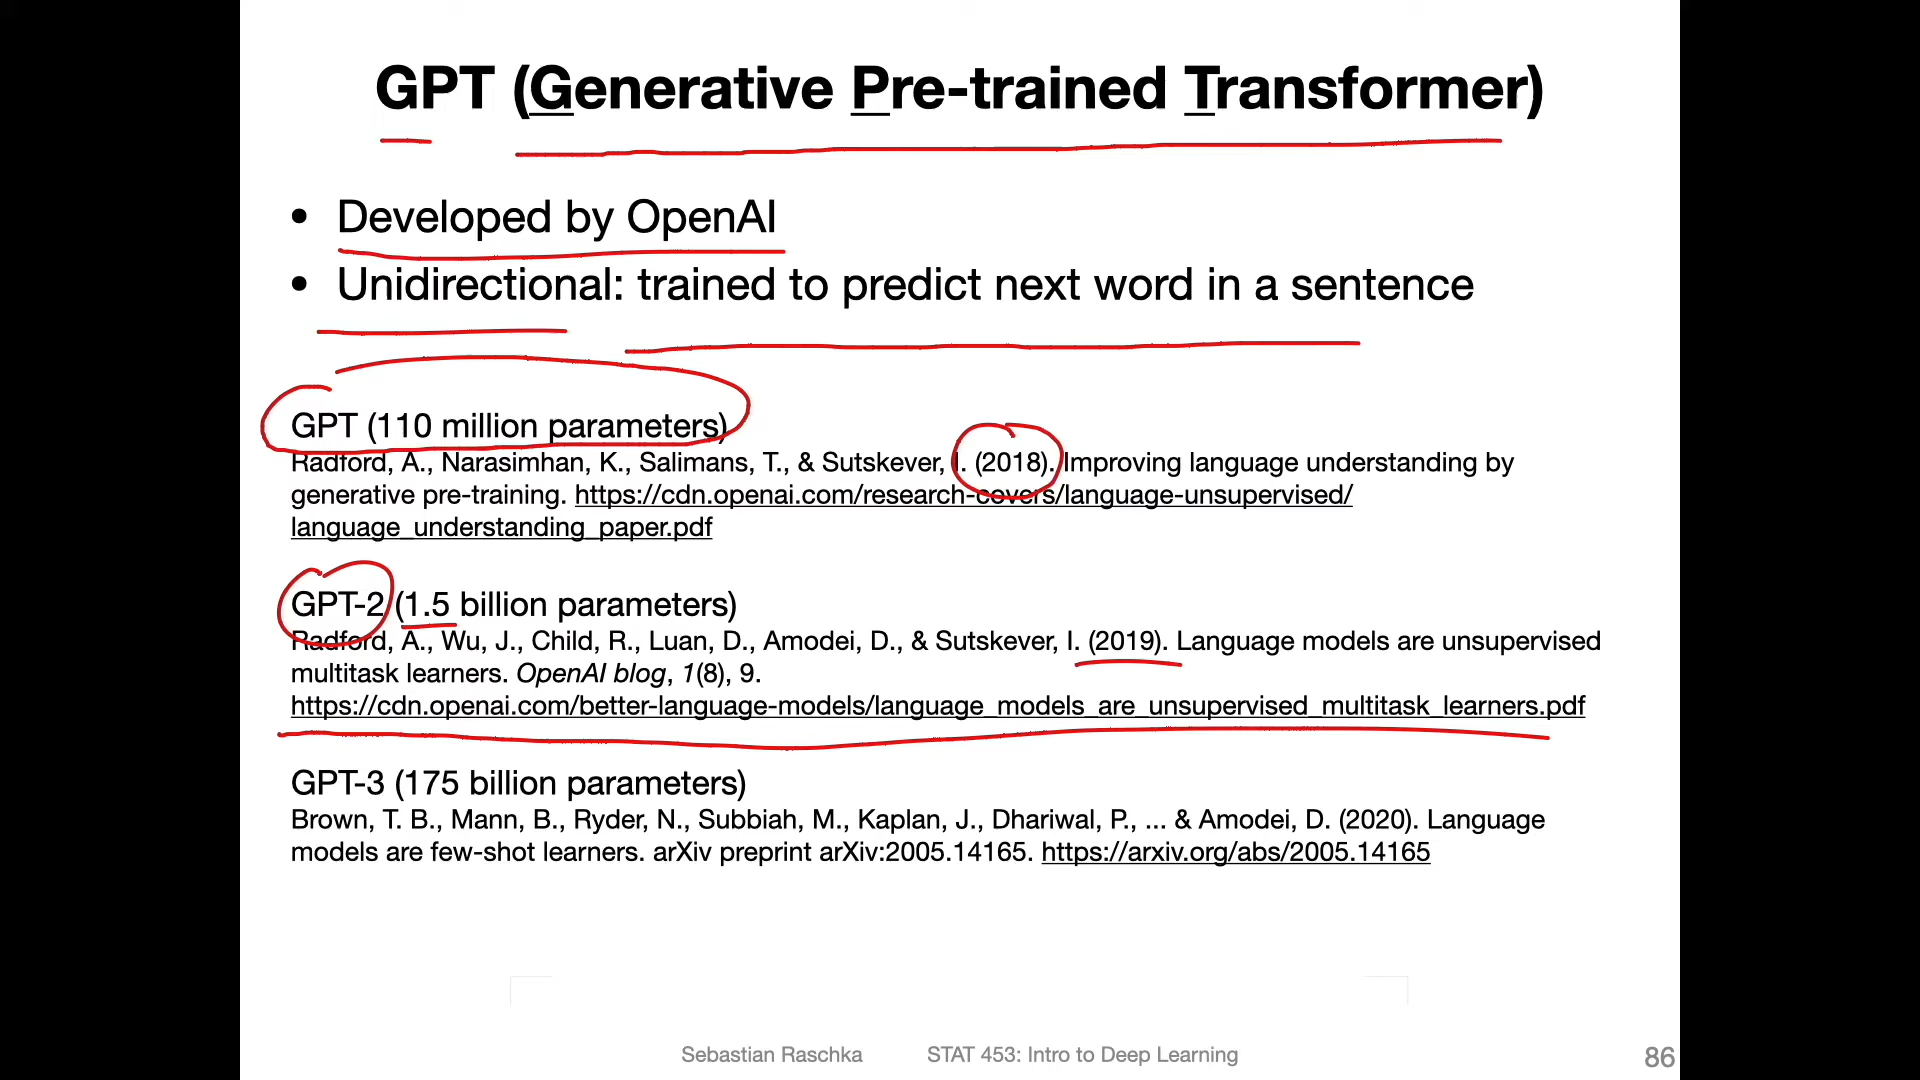 GPT (Generative Pre-trained Transformer)
• Developed by OpenAI
• Unidirectional: trained to predict next word in a sentence
GPT (110 million parameters)
Radford, A., Narasimhan, K., Salimans, T., & Sutskever, I. (2018). Improving language understanding by
generative pre-training. https://cdn.openai.com/research-covers/language-unsupervised/
language_understanding_paper.pdf
GPT-2 (1.5 billion parameters)
Radford, A., Wu, J., Child, R., Luan, D., Amodei, D., & Sutskever, I. (2019). Language models are unsupervised
multitask learners. OpenAI blog, 1(8), 9.
https://cdn.openai.com/better-language-models/language_models_are_unsupervised_multitask_learners.pdf
GPT-3 (175 billion parameters)
Brown, T. B., Mann, B., Ryder, N., Subbiah, M., Kaplan, J., Dhariwal, P., ... & Amodei, D. (2020). Language
models are few-shot learners. arXiv preprint arXiv:2005.14165. https://arxiv.org/abs/2005.14165
Sebastian Raschka STAT 453: Intro to Deep Learning 86